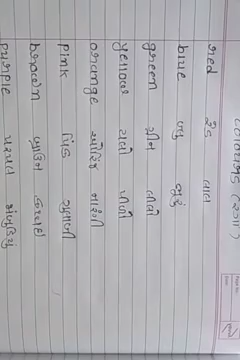 red રેડ લાલ
blue બ્લુ ભૂરું
green ગ્રીન લીલો
yellow યલો પીળો
orange ઓરેંજ નારંગી
pink પિંક ગુલાબી
brown બ્રાઉન કથ્થઈ
purple પરપલ જાંબુડિયું